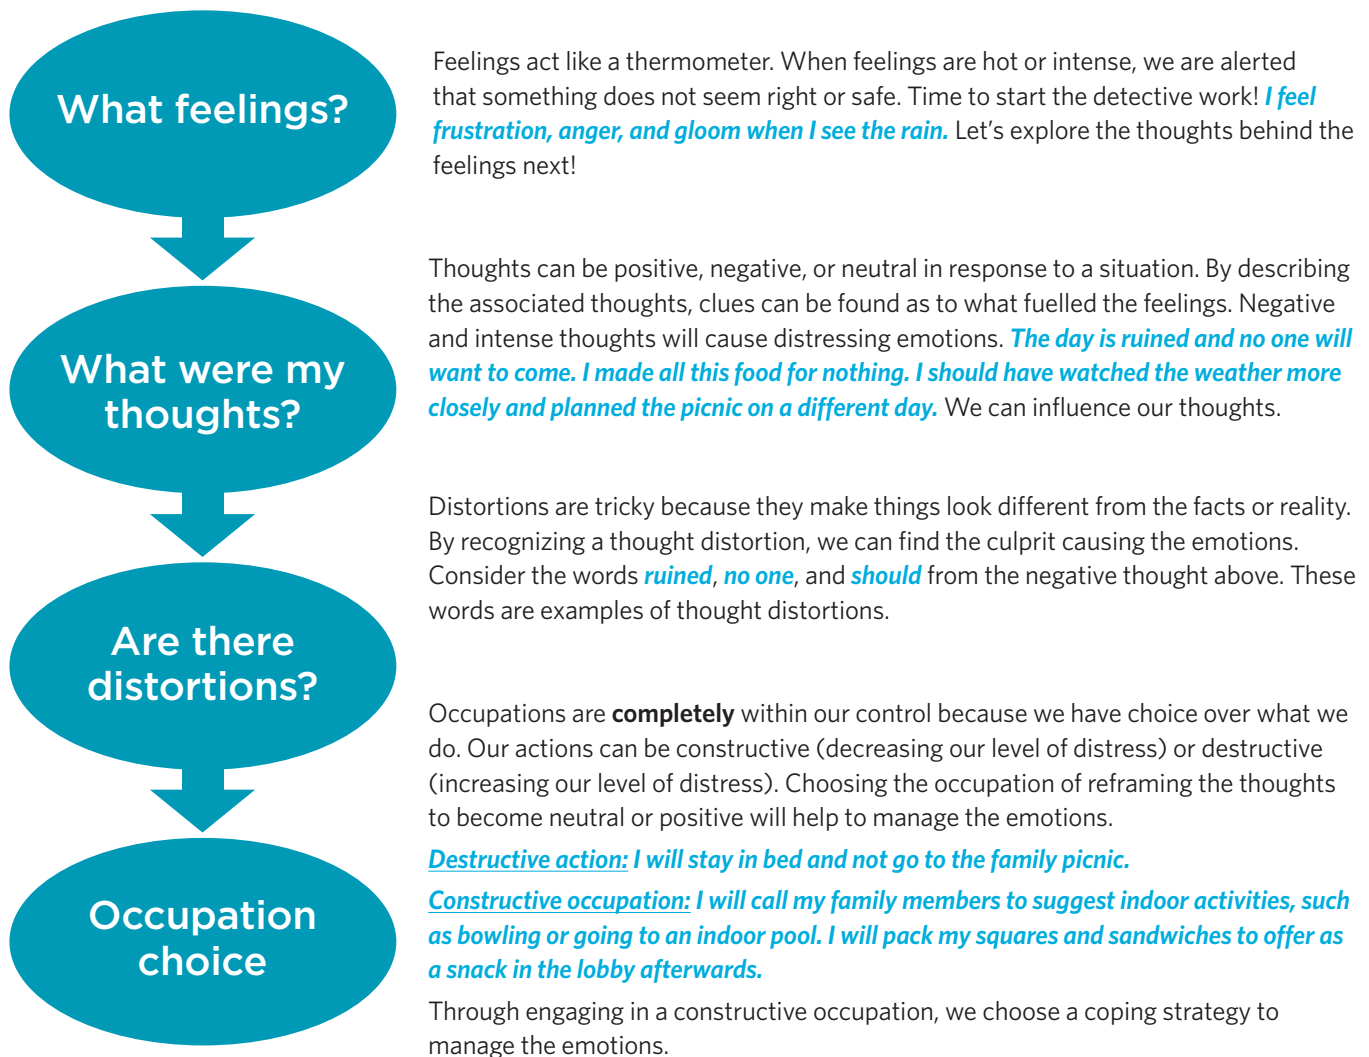 What feelings?
Feelings act like a thermometer. When feelings are hot or intense, we are alerted
that something does not seem right or safe. Time to start the detective work! I feel
frustration, anger, and gloom when I see the rain. Let’s explore the thoughts behind the
feelings next!
What were my
thoughts?
Thoughts can be positive, negative, or neutral in response to a situation. By describing
the associated thoughts, clues can be found as to what fuelled the feelings. Negative
and intense thoughts will cause distressing emotions. The day is ruined and no one will
want to come. I made all this food for nothing. I should have watched the weather more
closely and planned the picnic on a different day. We can influence our thoughts.
Are there
distortions?
Distortions are tricky because they make things look different from the facts or reality.
By recognizing a thought distortion, we can find the culprit causing the emotions.
Consider the words ruined, no one, and should from the negative thought above. These
words are examples of thought distortions.
Occupation
choice
Occupations are completely within our control because we have choice over what we
do. Our actions can be constructive (decreasing our level of distress) or destructive
(increasing our level of distress). Choosing the occupation of reframing the thoughts
to become neutral or positive will help to manage the emotions.
Destructive action: I will stay in bed and not go to the family picnic.
Constructive occupation: I will call my family members to suggest indoor activities, such
as bowling or going to an indoor pool. I will pack my squares and sandwiches to offer as
a snack in the lobby afterwards.
Through engaging in a constructive occupation, we choose a coping strategy to
manage the emotions.